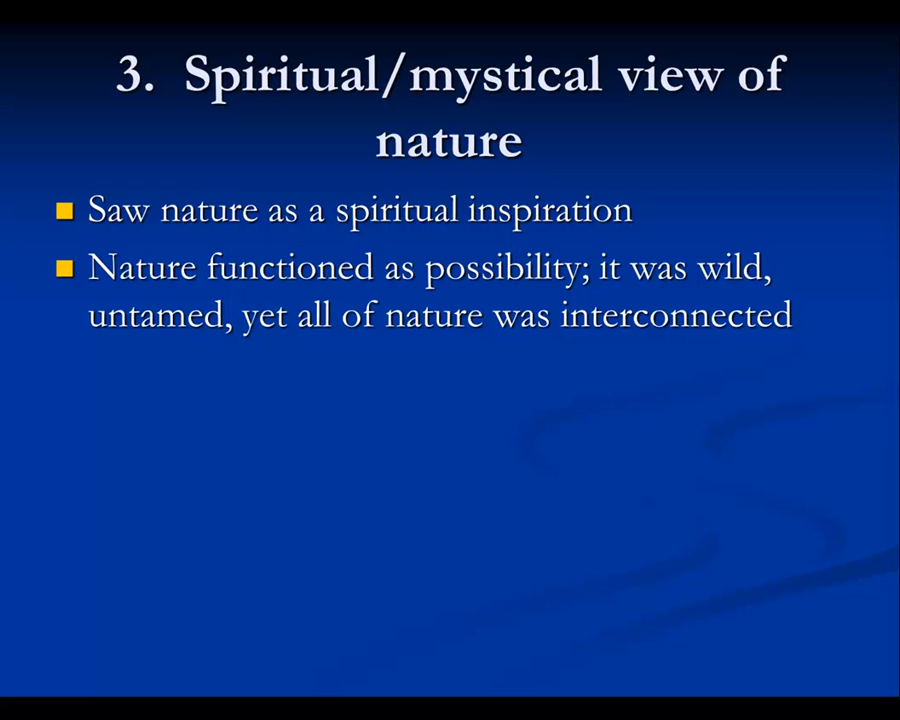 3. Spiritual/mystical view of
nature
Saw nature as a spiritual inspiration
Nature functioned as possibility; it was wild,
untamed, yet all of nature was interconnected